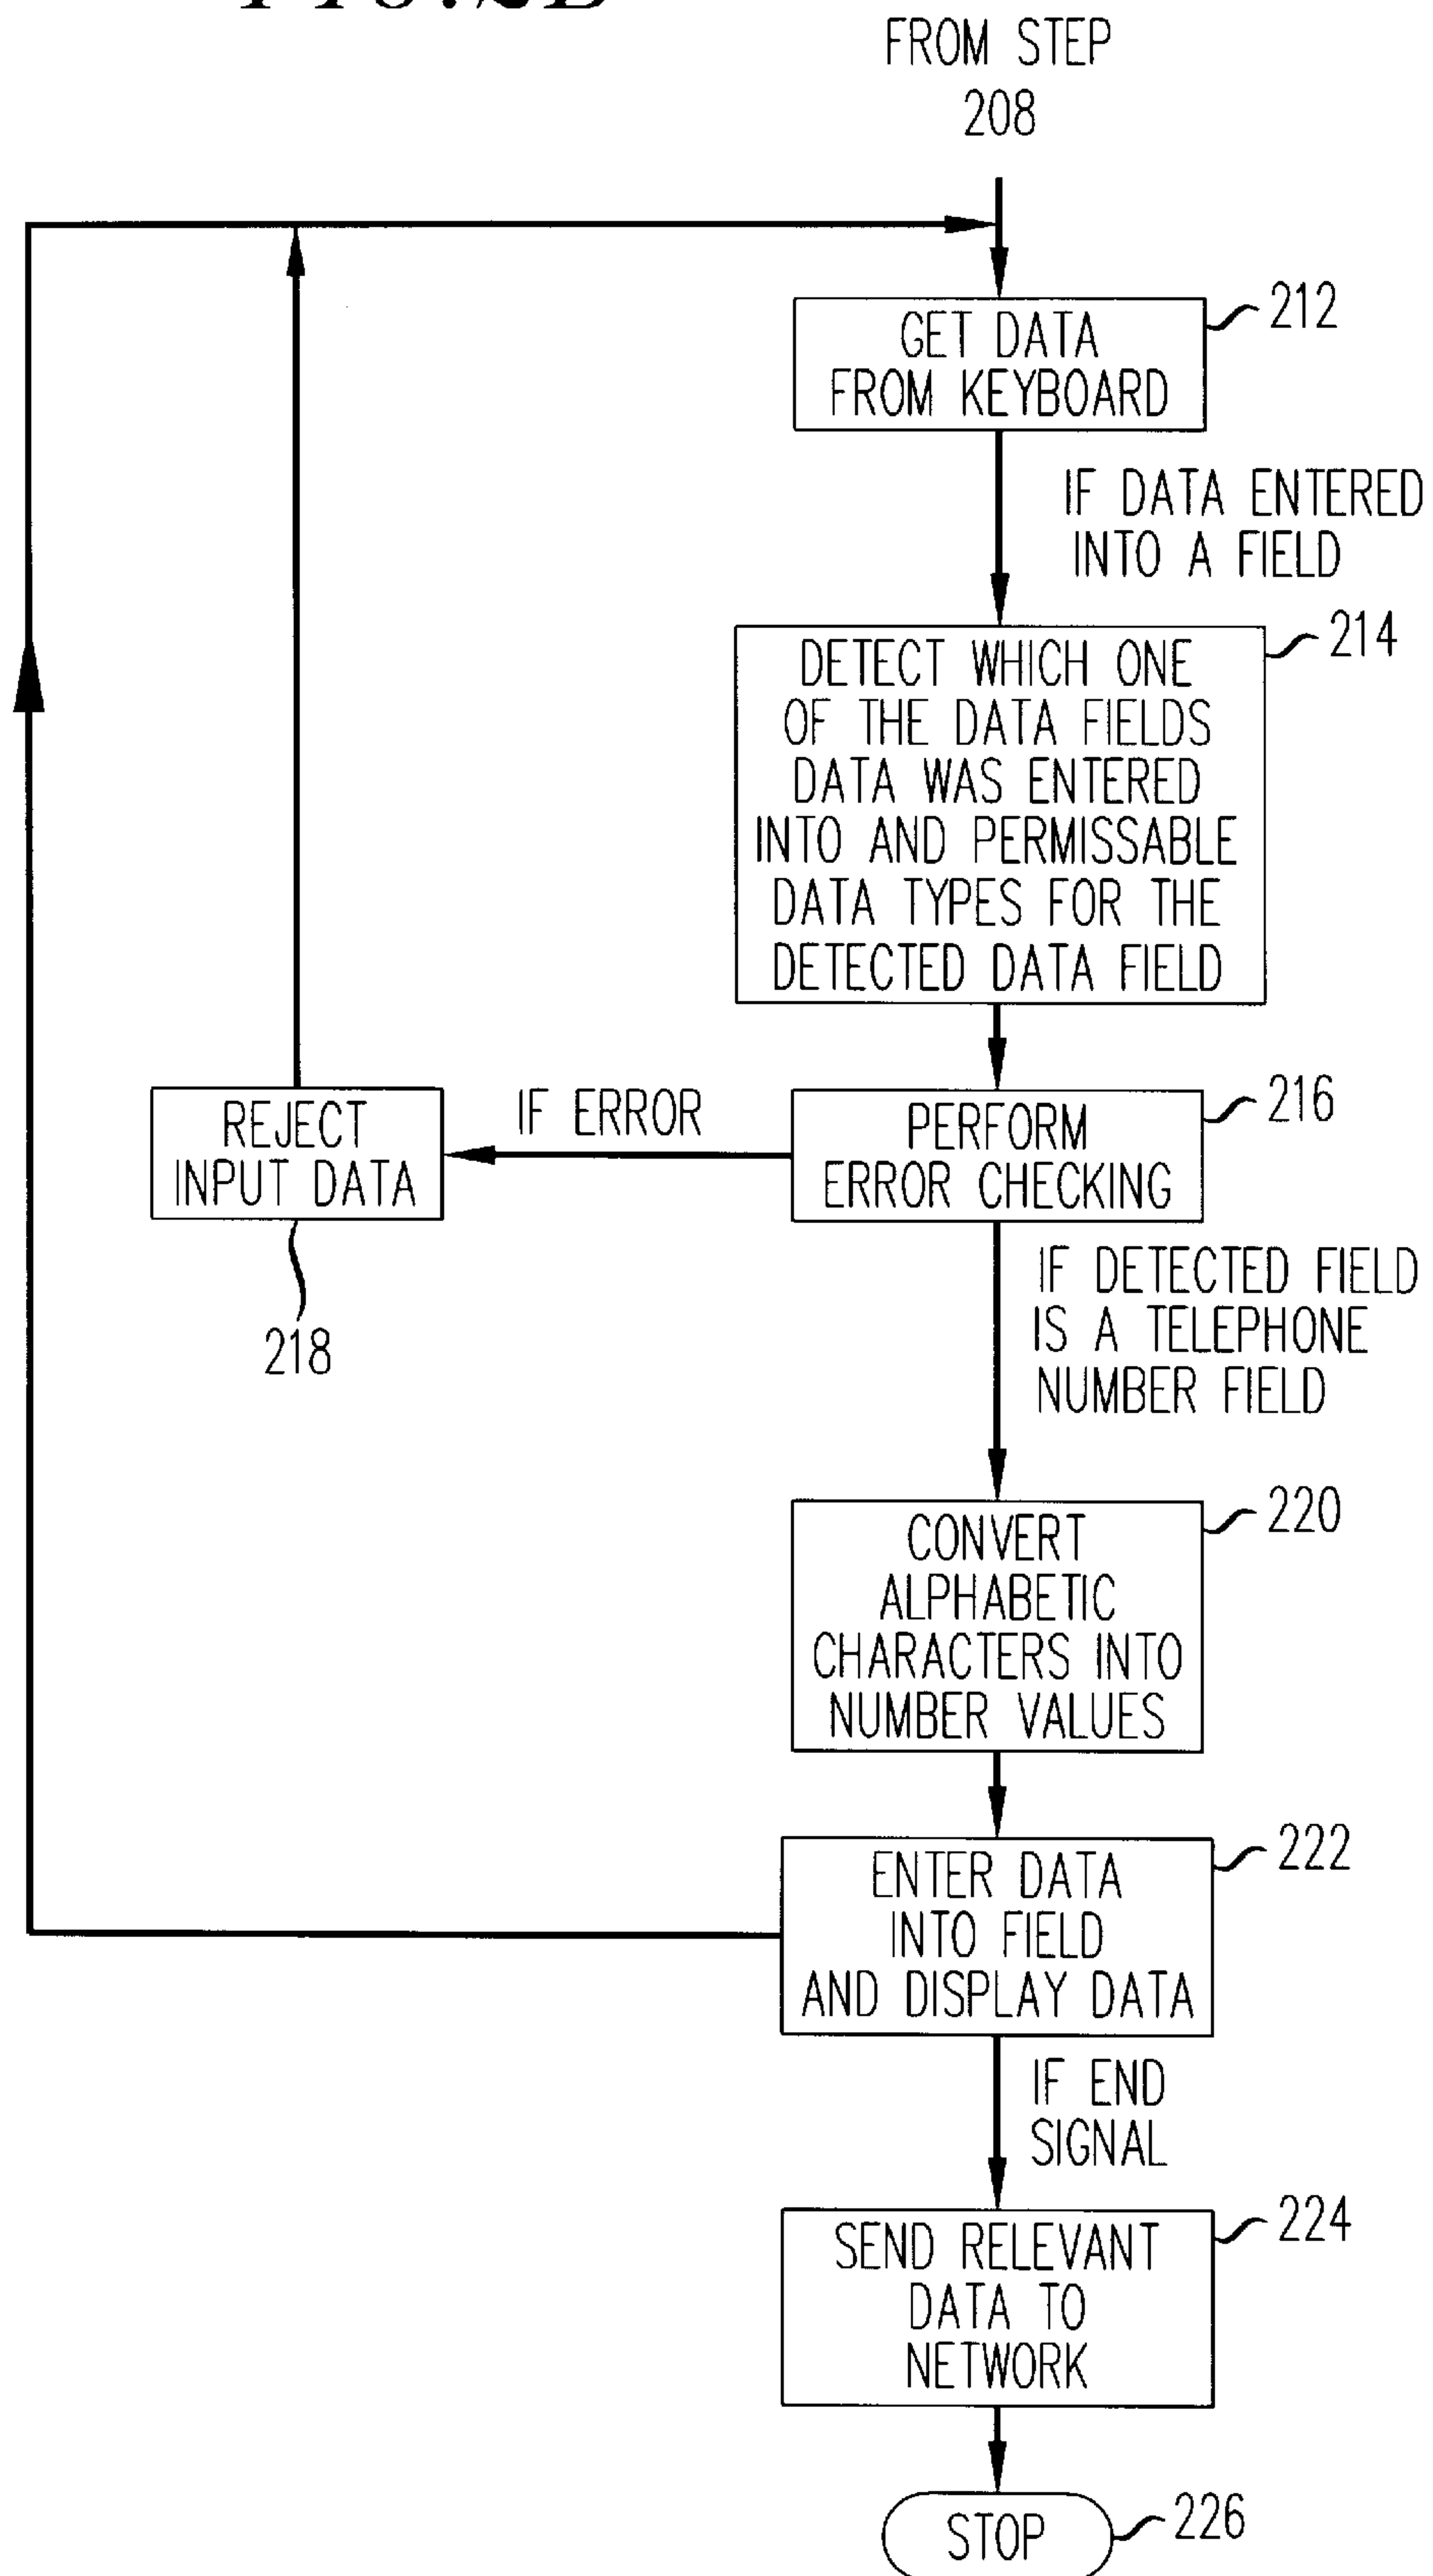 FIG. 2B
FROM STEP
208
212
GET DATA
FROM KEYBOARD
IF DATA ENTERED
INTO A FIELD
214
DETECT WHICH ONE
OF THE DATA FIELDS
DATA WAS ENTERED
INTO AND PERMISSABLE
DATA TYPES FOR THE
DETECTED DATA FIELD
216
PERFORM
ERROR CHECKING
IF ERROR
REJECT
INPUT DATA
218
IF DETECTED FIELD
IS A TELEPHONE
NUMBER FIELD
220
CONVERT
ALPHABETIC
CHARACTERS INTO
NUMBER VALUES
222
ENTER DATA
INTO FIELD
AND DISPLAY DATA
IF END
SIGNAL
224
SEND RELEVANT
DATA TO
NETWORK
STOP
226